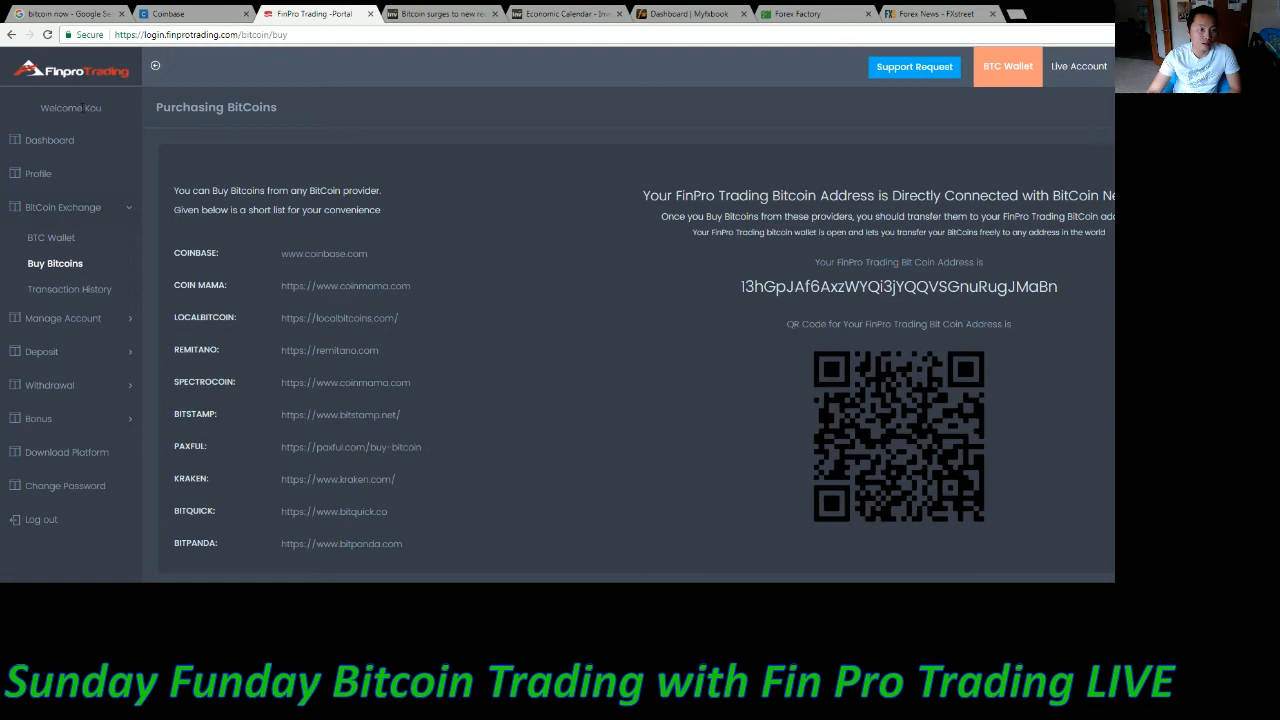 bitcoin now - Google Se
Coinbase
FinPro Trading -Portal
Bitcoin surges to new re
Economic Calendar - Inv
Dashboard | Myfxbook
Forex Factory
Forex News - FXstreet
Secure
https://login.finprotrading.com/bitcoin/buy
FinproTrading
Support Request
BTC Wallet
Live Account
Welcome Kou
Purchasing BitCoins
Dashboard
Profile
BitCoin Exchange
BTC Wallet
Buy Bitcoins
Transaction History
Manage Account
Deposit
Withdrawal
Bonus
Download Platform
Change Password
Log out
You can Buy Bitcoins from any BitCoin provider.
Given below is a short list for your convenience
COINBASE: www.coinbase.com
COIN MAMA: https://www.coinmama.com
LOCALBITCOIN: https://localbitcoins.com/
REMITANO: https://remitano.com
SPECTROCOIN: https://www.coinmama.com
BITSTAMP: https://www.bitstamp.net/
PAXFUL: https://paxful.com/buy-bitcoin
KRAKEN: https://www.kraken.com/
BITQUICK: https://www.bitquick.co
BITPANDA: https://www.bitpanda.com
Your FinPro Trading Bitcoin Address is Directly Connected with BitCoin Ne
Once you Buy Bitcoins from these providers, you should transfer them to your FinPro Trading BitCoin add
Your FinPro Trading bitcoin wallet is open and lets you transfer your BitCoins freely to any address in the world
Your FinPro Trading Bit Coin Address is
13hGpJAf6AxzWYQi3jYQQVSGnuRugJMaBn
QR Code for Your FinPro Trading Bit Coin Address is
Sunday Funday Bitcoin Trading with Fin Pro Trading LIVE